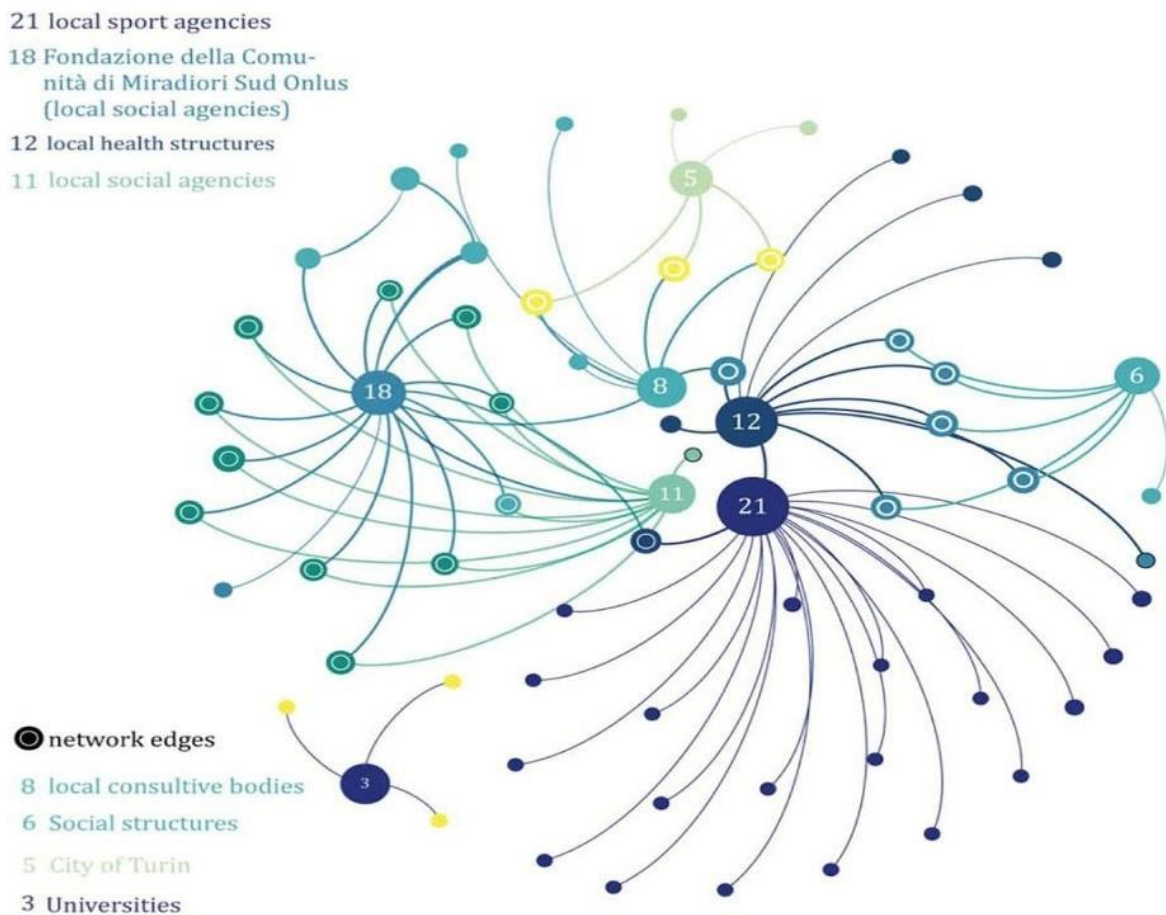 21 local sport agencies
18 Fondazione della Comu-
nità di Miradiori Sud Onlus
(local social agencies)
12 local health structures
11 local social agencies
5
18
8
6
12
11
21
3
network edges
8 local consultive bodies
6 Social structures
5 City of Turin
3 Universities